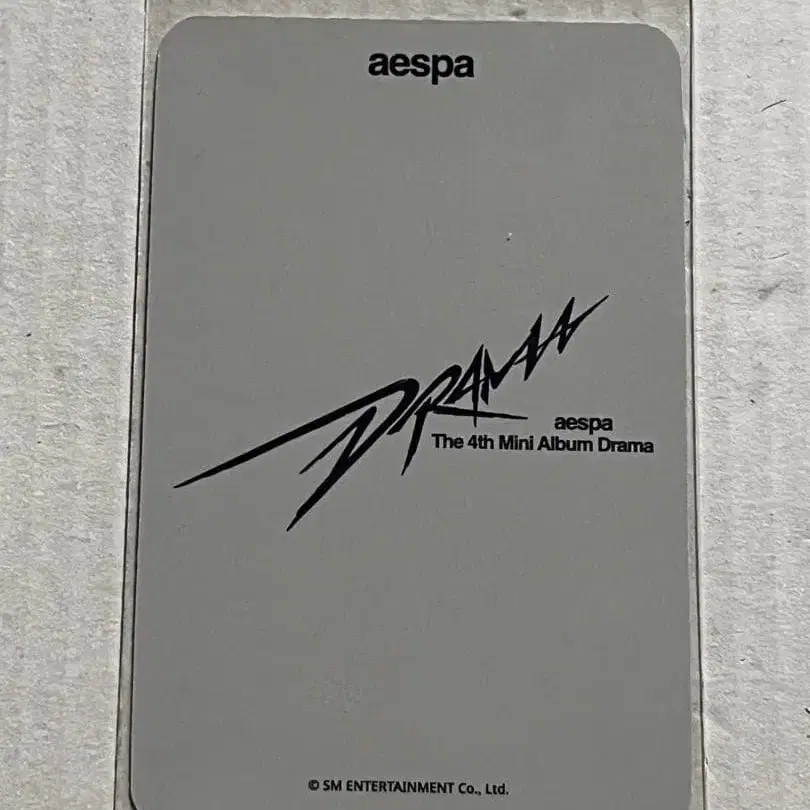 aespa
DRAMA
aespa
The 4th Mini Album Drama
© SM ENTERTAINMENT Co., Ltd.